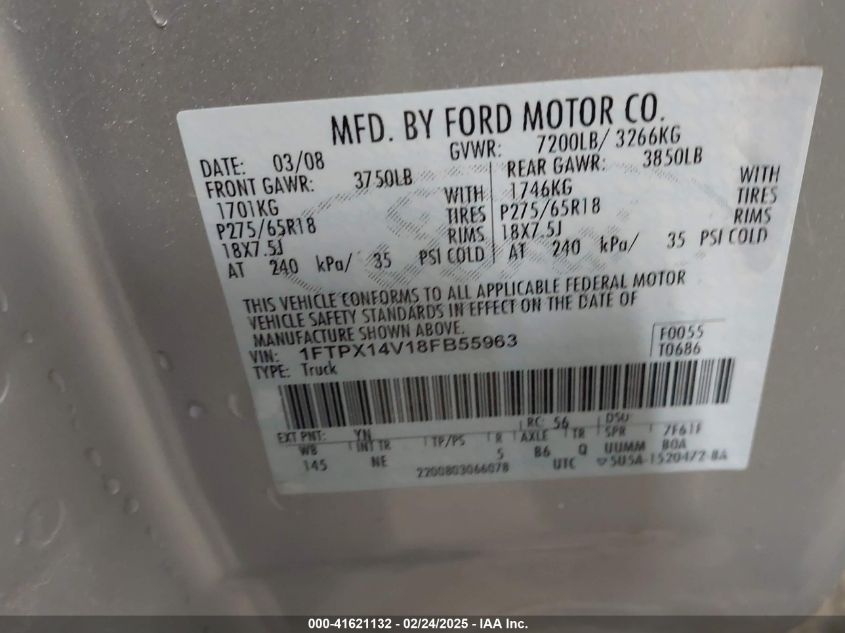 MFD. BY FORD MOTOR CO.
DATE: 03/08 GVWR: 7200LB/ 3266KG
FRONT GAWR: 3750LB REAR GAWR: 3850LB
1701KG WITH 1746KG WITH
P275/65R18 TIRES P275/65R18 TIRES
18X7.5J RIMS 18X7.5J RIMS
AT 240 kPa/ 35 PSI COLD AT 240 kPa/ 35 PSI COLD
THIS VEHICLE CONFORMS TO ALL APPLICABLE FEDERAL MOTOR
VEHICLE SAFETY STANDARDS IN EFFECT ON THE DATE OF
MANUFACTURE SHOWN ABOVE.
VIN: 1FTPX14V18FB55963 F0055
TYPE: Truck T0686
EXT PNT: YN RC: 56 DSO:
WB INT TR TP/PS R AXLE TR SPR 7F61F
145 NE 5 B6 Q UUMM BOA
2200803066078 UTC 5U5A-1520472-BA
000-41621132 - 02/24/2025 - IAA Inc.